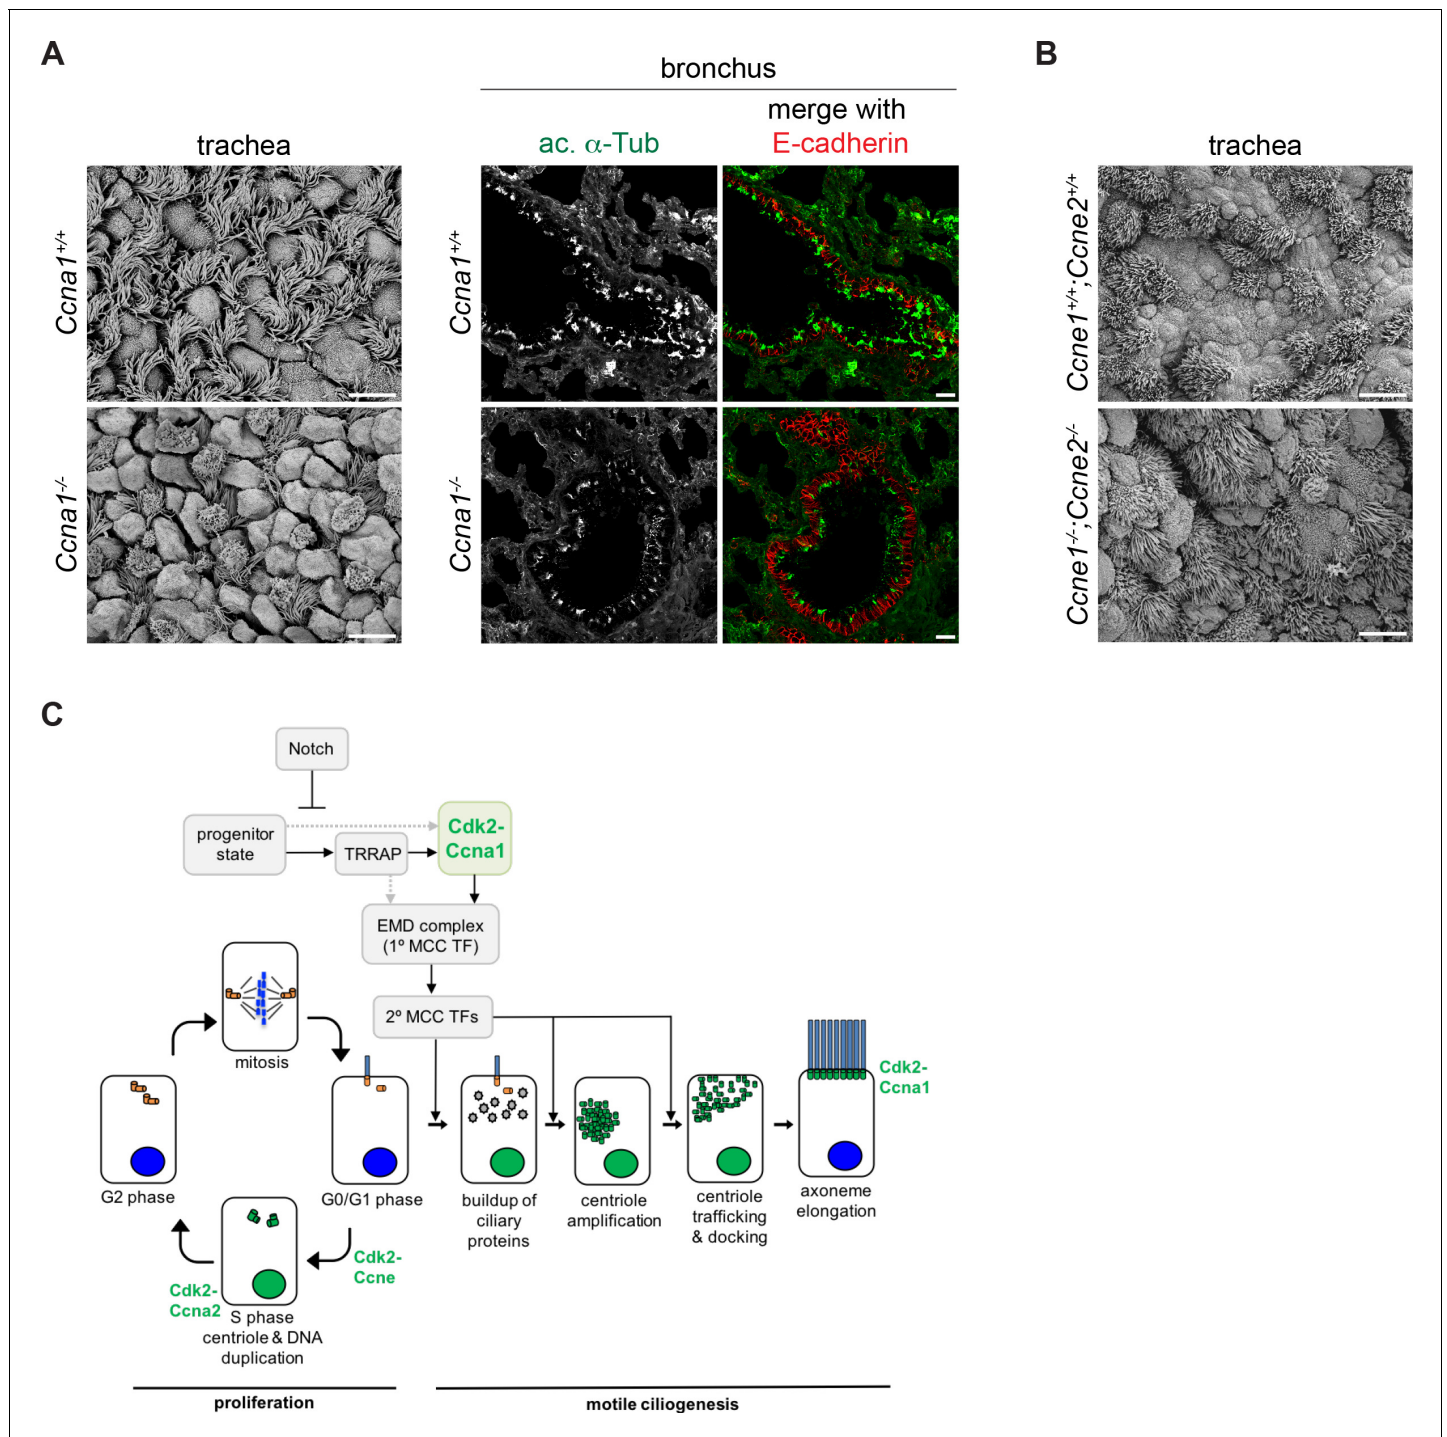 A
bronchus
trachea
ac. α-Tub
merge with
E-cadherin
Ccna1+/+
Ccna1+/+
Ccna1-/-
Ccna1-/-
B
trachea
Ccne1+/+;Ccne2+/+
Ccne1-/-;Ccne2-/-
C
Notch
progenitor
state
TRRAP
Cdk2-
Ccna1
EMD complex
(1º MCC TF)
2º MCC TFs
mitosis
Cdk2-
Ccna1
G2 phase
G0/G1 phase
buildup of
ciliary
proteins
centriole
amplification
centriole
trafficking
& docking
axoneme
elongation
Cdk2-
Ccne
Cdk2-
Ccna2
S phase
centriole & DNA
duplication
proliferation
motile ciliogenesis